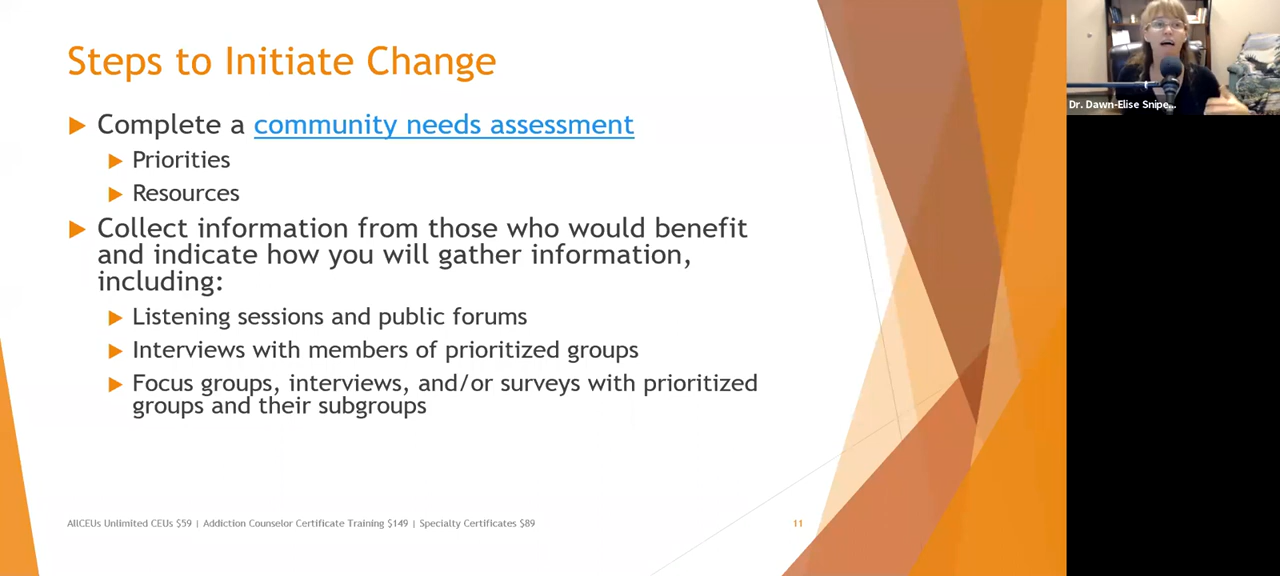 Steps to Initiate Change
Complete a community needs assessment
Priorities
Resources
Collect information from those who would benefit
and indicate how you will gather information,
including:
Listening sessions and public forums
Interviews with members of prioritized groups
Focus groups, interviews, and/or surveys with prioritized
groups and their subgroups
AllCEUs Unlimited CEUs $59 | Addiction Counselor Certificate Training $149 | Specialty Certificates $89
11
Dr. Dawn-Elise Snipe...